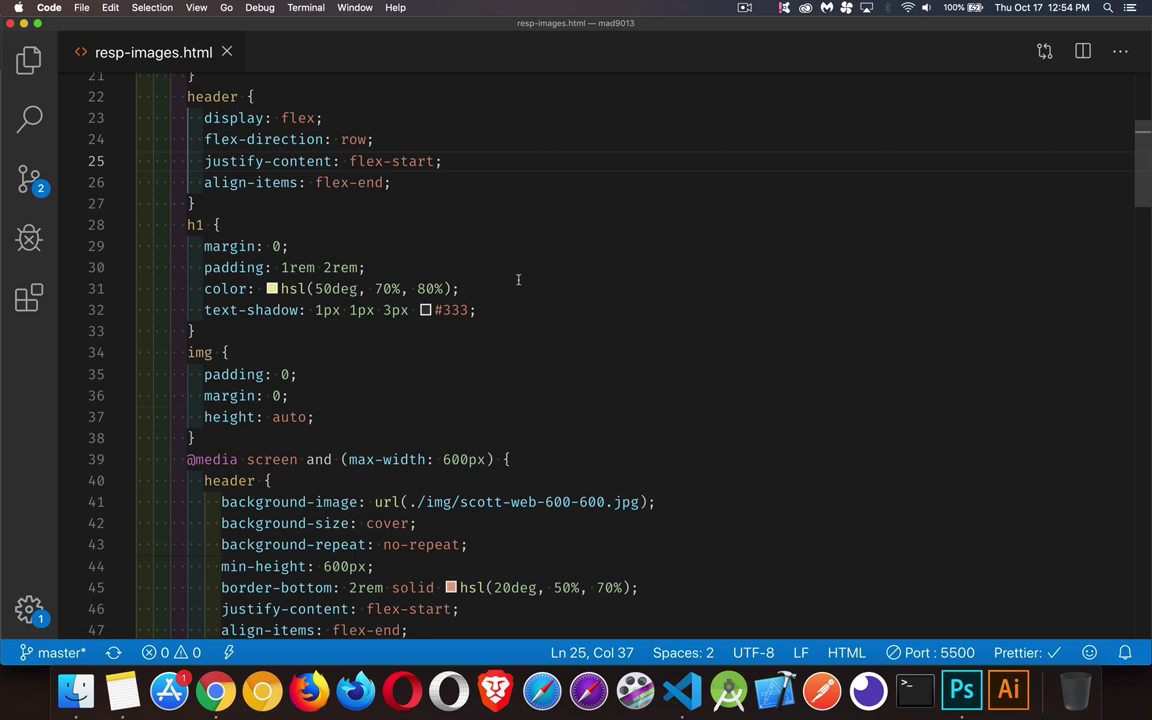 Code File Edit Selection View Go Debug Terminal Window Help 100% Thu Oct 17 12:54 PM
resp-images.html — mad9013
resp-images.html
21 }
22 header {
23 display: flex;
24 flex-direction: row;
25 justify-content: flex-start;
26 align-items: flex-end;
27 }
28 h1 {
29 margin: 0;
30 padding: 1rem 2rem;
31 color: hsl(50deg, 70%, 80%);
32 text-shadow: 1px 1px 3px #333;
33 }
34 img {
35 padding: 0;
36 margin: 0;
37 height: auto;
38 }
39 @media screen and (max-width: 600px) {
40 header {
41 background-image: url(./img/scott-web-600-600.jpg);
42 background-size: cover;
43 background-repeat: no-repeat;
44 min-height: 600px;
45 border-bottom: 2rem solid hsl(20deg, 50%, 70%);
46 justify-content: flex-start;
47 align-items: flex-end;
2
1
master* 0 0 Ln 25, Col 37 Spaces: 2 UTF-8 LF HTML Port : 5500 Prettier: ✓
1
>_
Ps
Ai